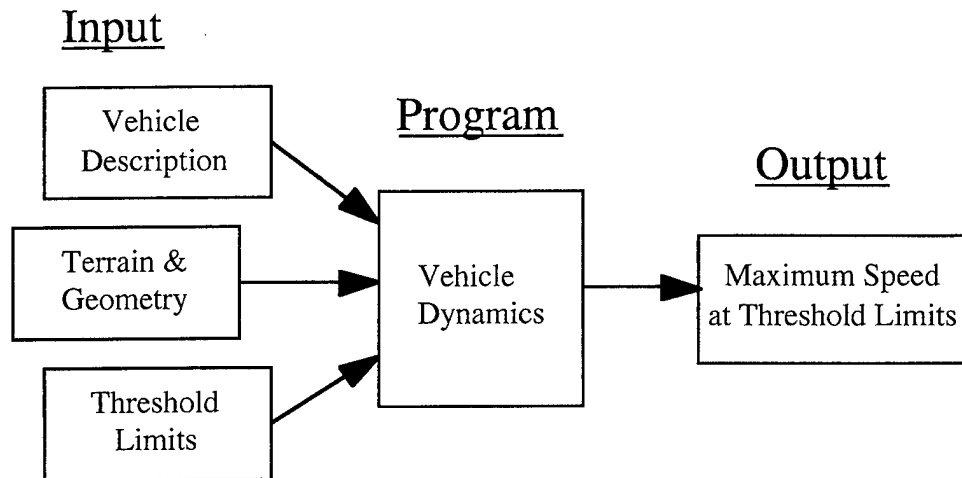 Input
Vehicle
Description
Terrain &
Geometry
Threshold
Limits
Program
Vehicle
Dynamics
Output
Maximum Speed
at Threshold Limits